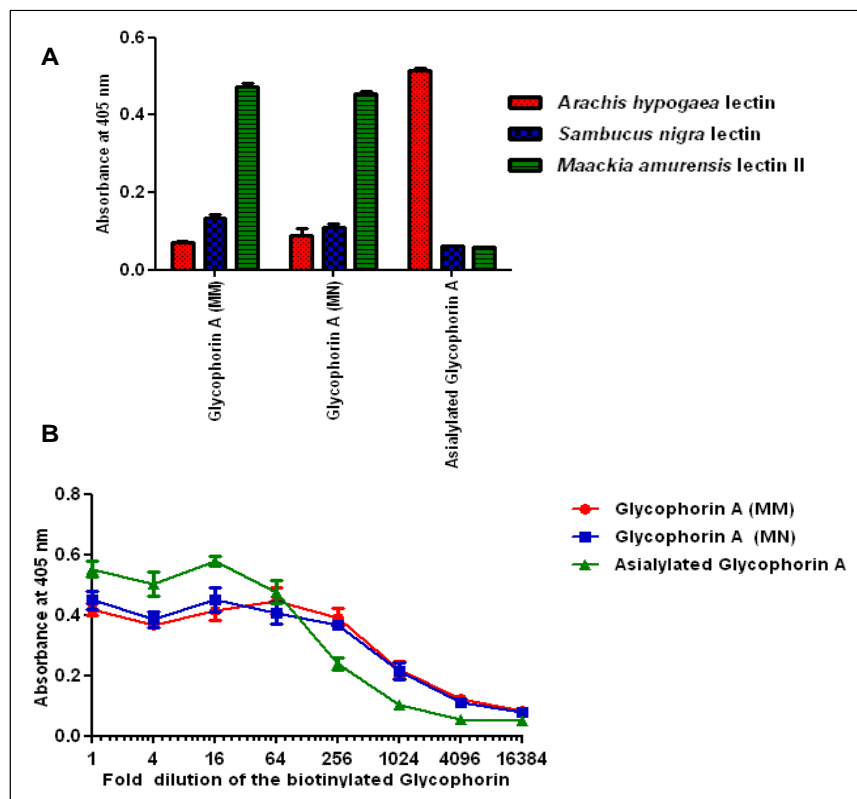 A
0.6
0.4
0.2
0.0
Absorbance at 405 nm
Arachis hypogaea lectin
Sambucus nigra lectin
Maackia amurensis lectin II
Glycophorin A (MM)
Glycophorin A (MN)
Asialylated Glycophorin A
B
0.8
0.6
0.4
0.2
0.0
Absorbance at 405 nm
Glycophorin A (MM)
Glycophorin A (MN)
Asialylated Glycophorin A
1 4 16 64 256 1024 4096 16384
Fold dilution of the biotinylated Glycophorin